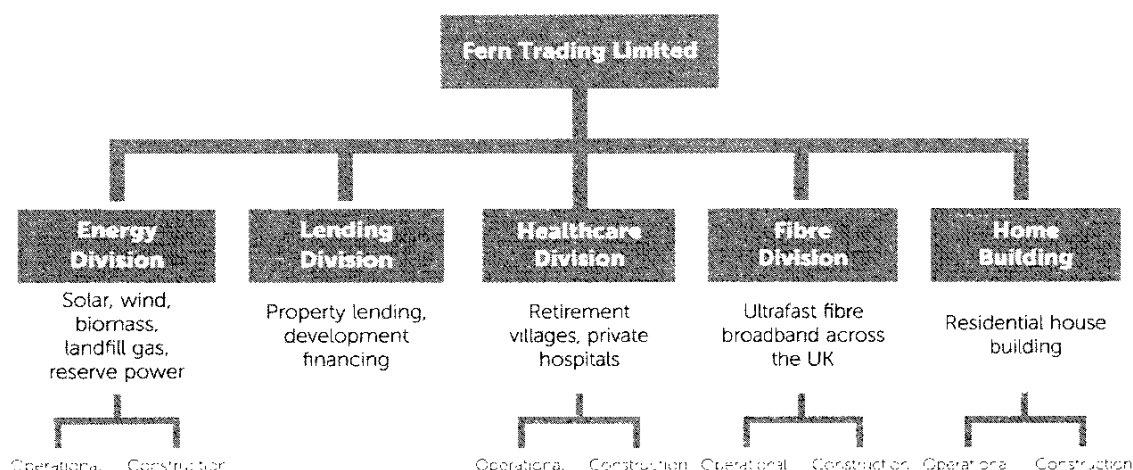 Fern Trading Limited
Energy
Division
Solar, wind,
biomass,
landfill gas,
reserve power
Lending
Division
Property lending,
development
financing
Healthcare
Division
Retirement
villages, private
hospitals
Fibre
Division
Ultrafast fibre
broadband across
the UK
Home
Building
Residential house
building
Operational Construction
Operational Construction
Operational Construction
Operational Construction